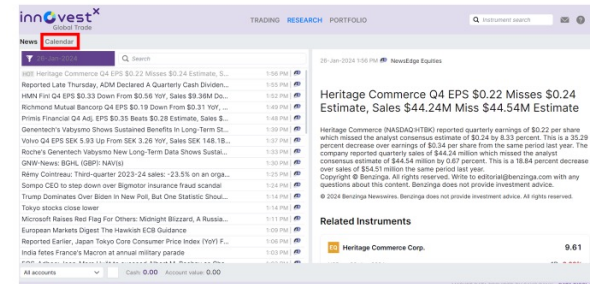 innovest x
Global Trade
TRADING RESEARCH PORTFOLIO
Instrument search
News Calendar
26-Jan-2024 Search
HOT Heritage Commerce Q4 EPS $0.22 Misses $0.24 Estimate, S... 1:56 PM
Reported Late Thursday, ADM Declared A Quarterly Cash Dividen... 1:55 PM
HMN Fini Q4 EPS $0.33 Down From $0.56 YoY, Sales $9.36M Do... 1:52 PM
Richmond Mutual Bancorp Q4 EPS $0.19 Down From $0.31 YoY, ... 1:49 PM
Primis Financial Q4 Adj. EPS $0.35 Beats $0.28 Estimate, Sales $... 1:48 PM
Genentech's Vabysmo Shows Sustained Benefits In Long-Term St... 1:39 PM
Volvo Q4 EPS SEK 5.93 Up From SEK 3.26 YoY, Sales SEK 148.1B... 1:37 PM
Roche's Genentech Vabysmo New Long-Term Data Shows Sustai... 1:33 PM
GNW-News: BGHL (GBP): NAV(s) 1:30 PM
Rémy Cointreau: Third-quarter 2023-24 sales: -23.5% on an orga... 1:25 PM
Sompo CEO to step down over Bigmotor insurance fraud scandal 1:24 PM
Trump Dominates Over Biden In New Poll, But One Statistic Shoul... 1:14 PM
Tokyo stocks close lower 1:14 PM
Microsoft Raises Red Flag For Others: Midnight Blizzard, A Russia... 1:11 PM
European Markets Digest The Hawkish ECB Guidance 1:09 PM
Reported Earlier, Japan Tokyo Core Consumer Price Index (YoY) F... 1:06 PM
India fetes France's Macron at annual military parade 1:03 PM
26-Jan-2024 1:56 PM NewsEdge Equities
Heritage Commerce Q4 EPS $0.22 Misses $0.24
Estimate, Sales $44.24M Miss $44.54M Estimate
Heritage Commerce (NASDAQ:HTBK) reported quarterly earnings of $0.22 per share
which missed the analyst consensus estimate of $0.24 by 8.33 percent. This is a 35.29
percent decrease over earnings of $0.34 per share from the same period last year. The
company reported quarterly sales of $44.24 million which missed the analyst
consensus estimate of $44.54 million by 0.67 percent. This is a 18.84 percent decrease
over sales of $54.51 million the same period last year.
Copyright © Benzinga. All rights reserved. Write to editorial@benzinga.com with any
questions about this content. Benzinga does not provide investment advice.
© 2024 Benzinga Newswires. Benzinga does not provide investment advice. All rights reserved.
Related Instruments
EQ Heritage Commerce Corp. 9.61
All accounts Cash 0.00 Account value: 0.00